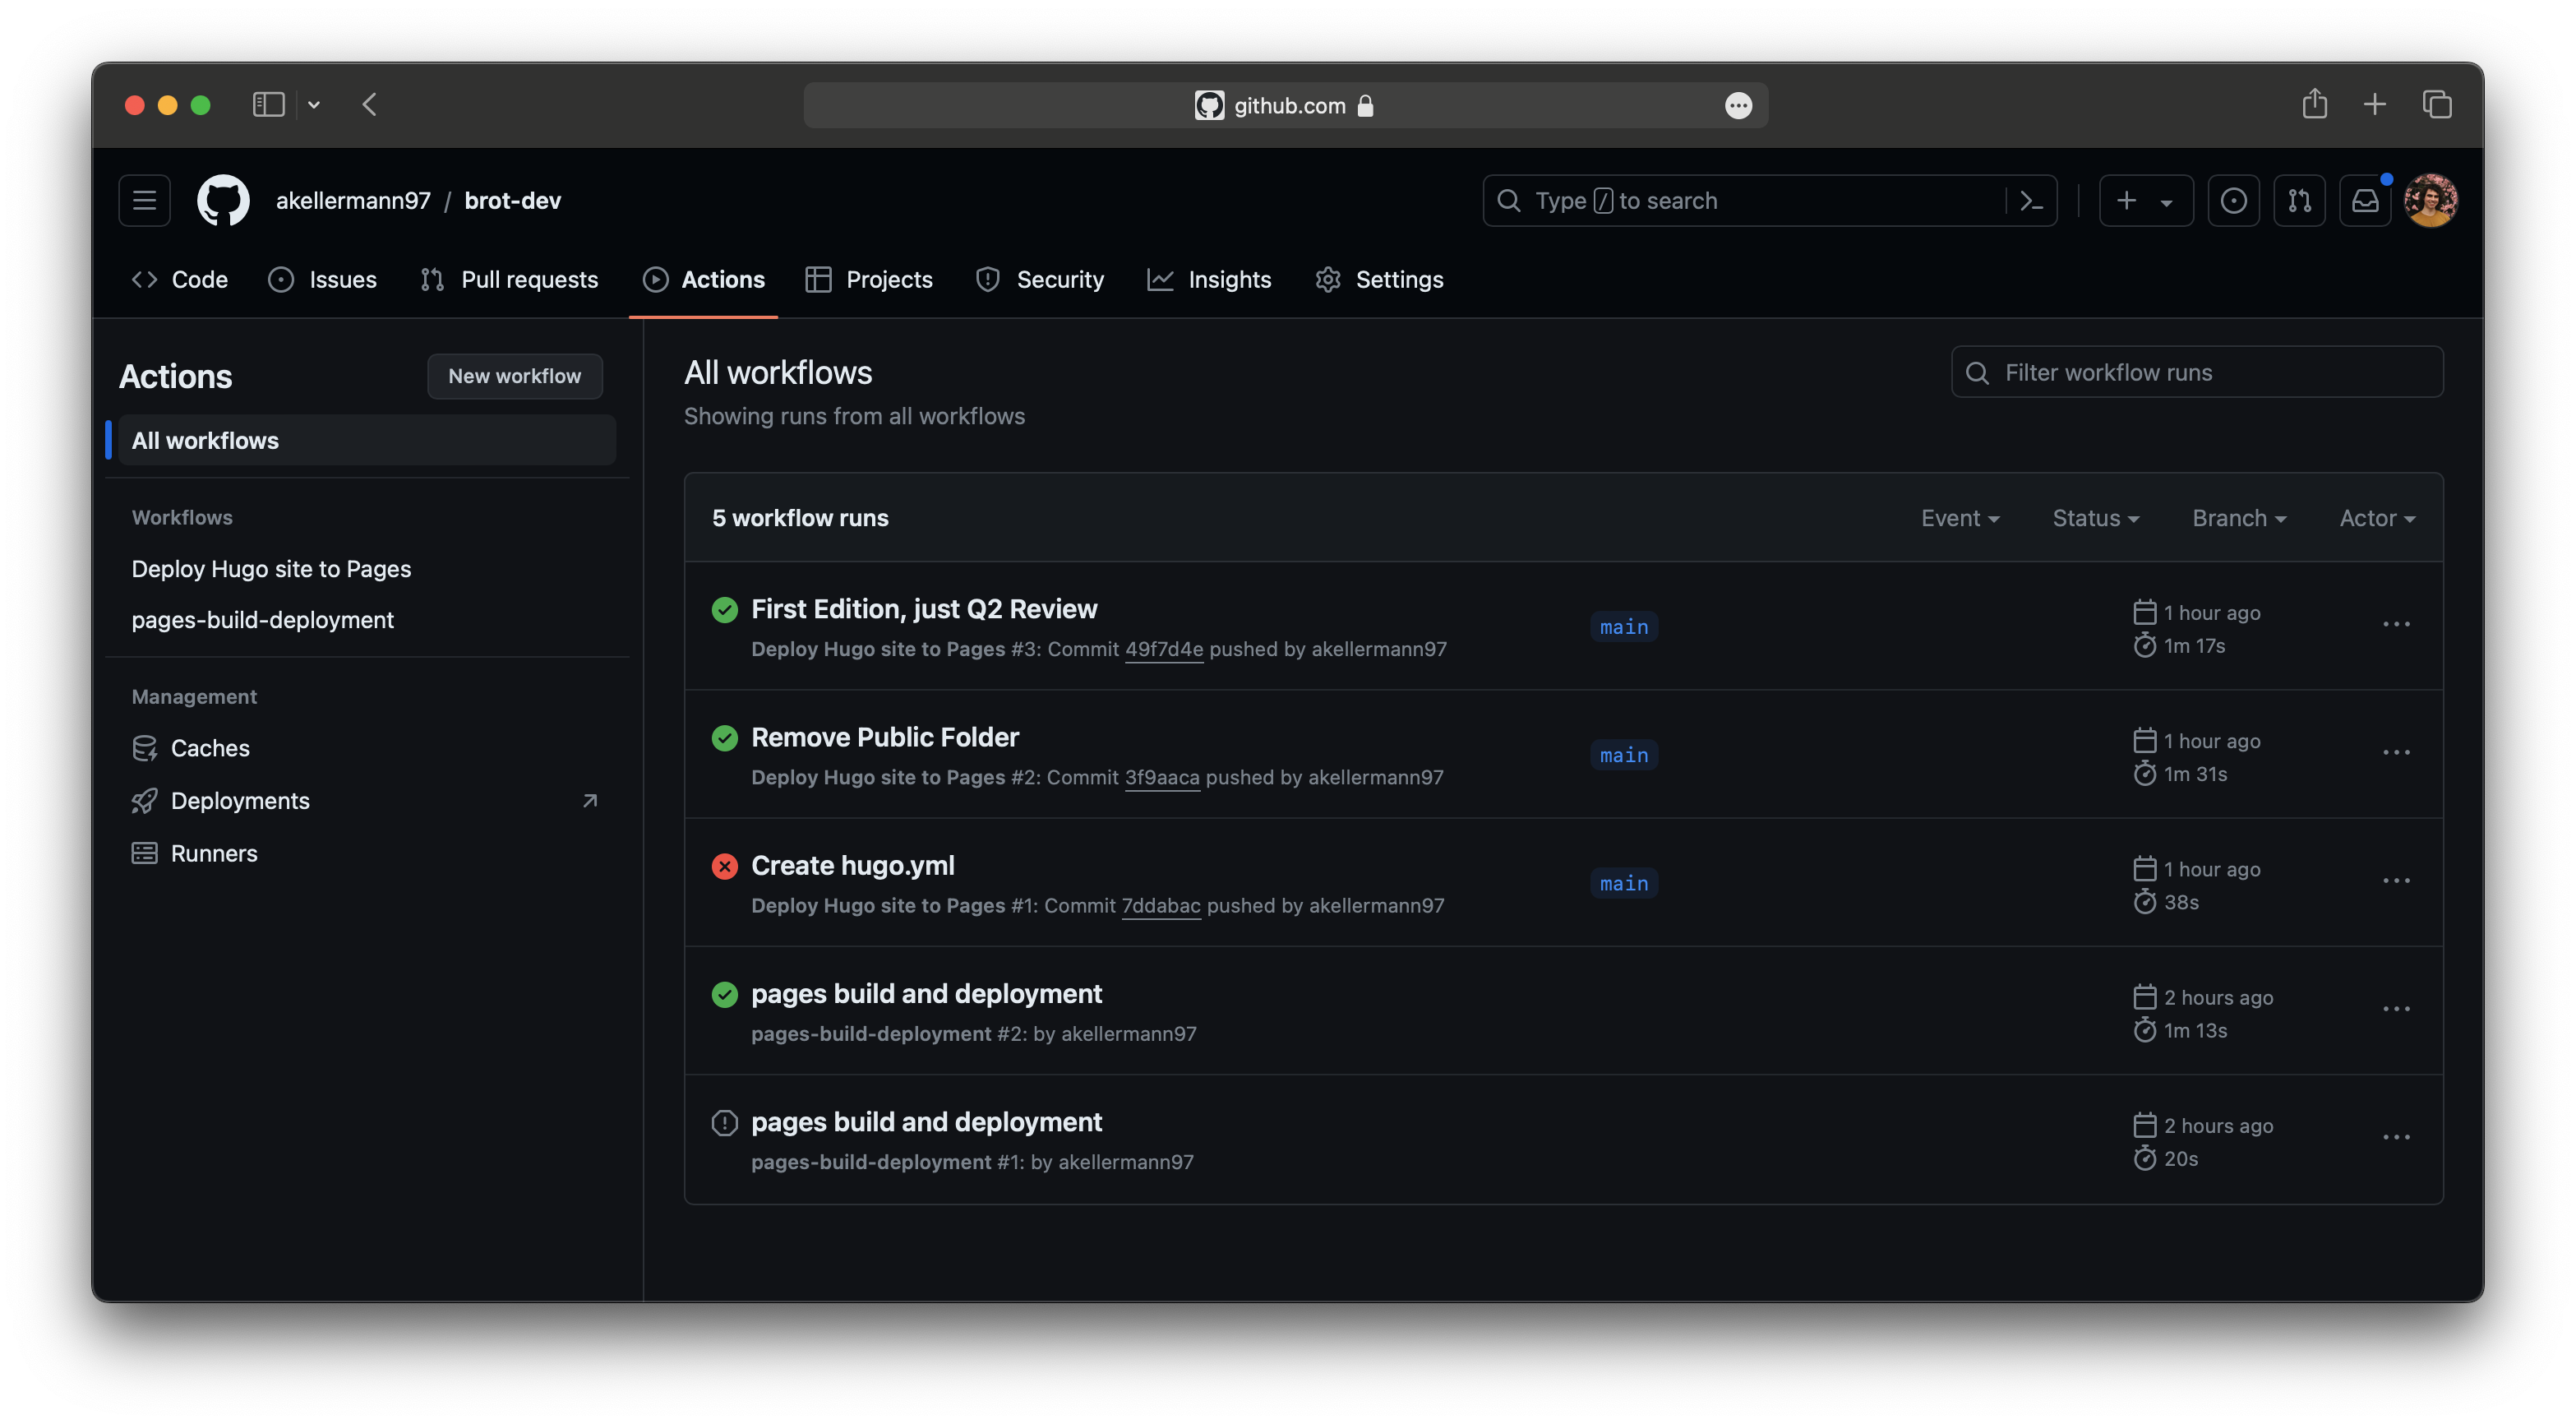 github.com
akellermann97 / brot-dev
Type / to search
Code Issues Pull requests Actions Projects Security Insights Settings
Actions
New workflow
All workflows
Workflows
Deploy Hugo site to Pages
pages-build-deployment
Management
Caches
Deployments
Runners
All workflows
Showing runs from all workflows
Filter workflow runs
5 workflow runs
Event Status Branch Actor
First Edition, just Q2 Review
Deploy Hugo site to Pages #3: Commit 49f7d4e pushed by akellermann97
main
1 hour ago
1m 17s
Remove Public Folder
Deploy Hugo site to Pages #2: Commit 3f9aaca pushed by akellermann97
main
1 hour ago
1m 31s
Create hugo.yml
Deploy Hugo site to Pages #1: Commit 7ddabac pushed by akellermann97
main
1 hour ago
38s
pages build and deployment
pages-build-deployment #2: by akellermann97
2 hours ago
1m 13s
pages build and deployment
pages-build-deployment #1: by akellermann97
2 hours ago
20s